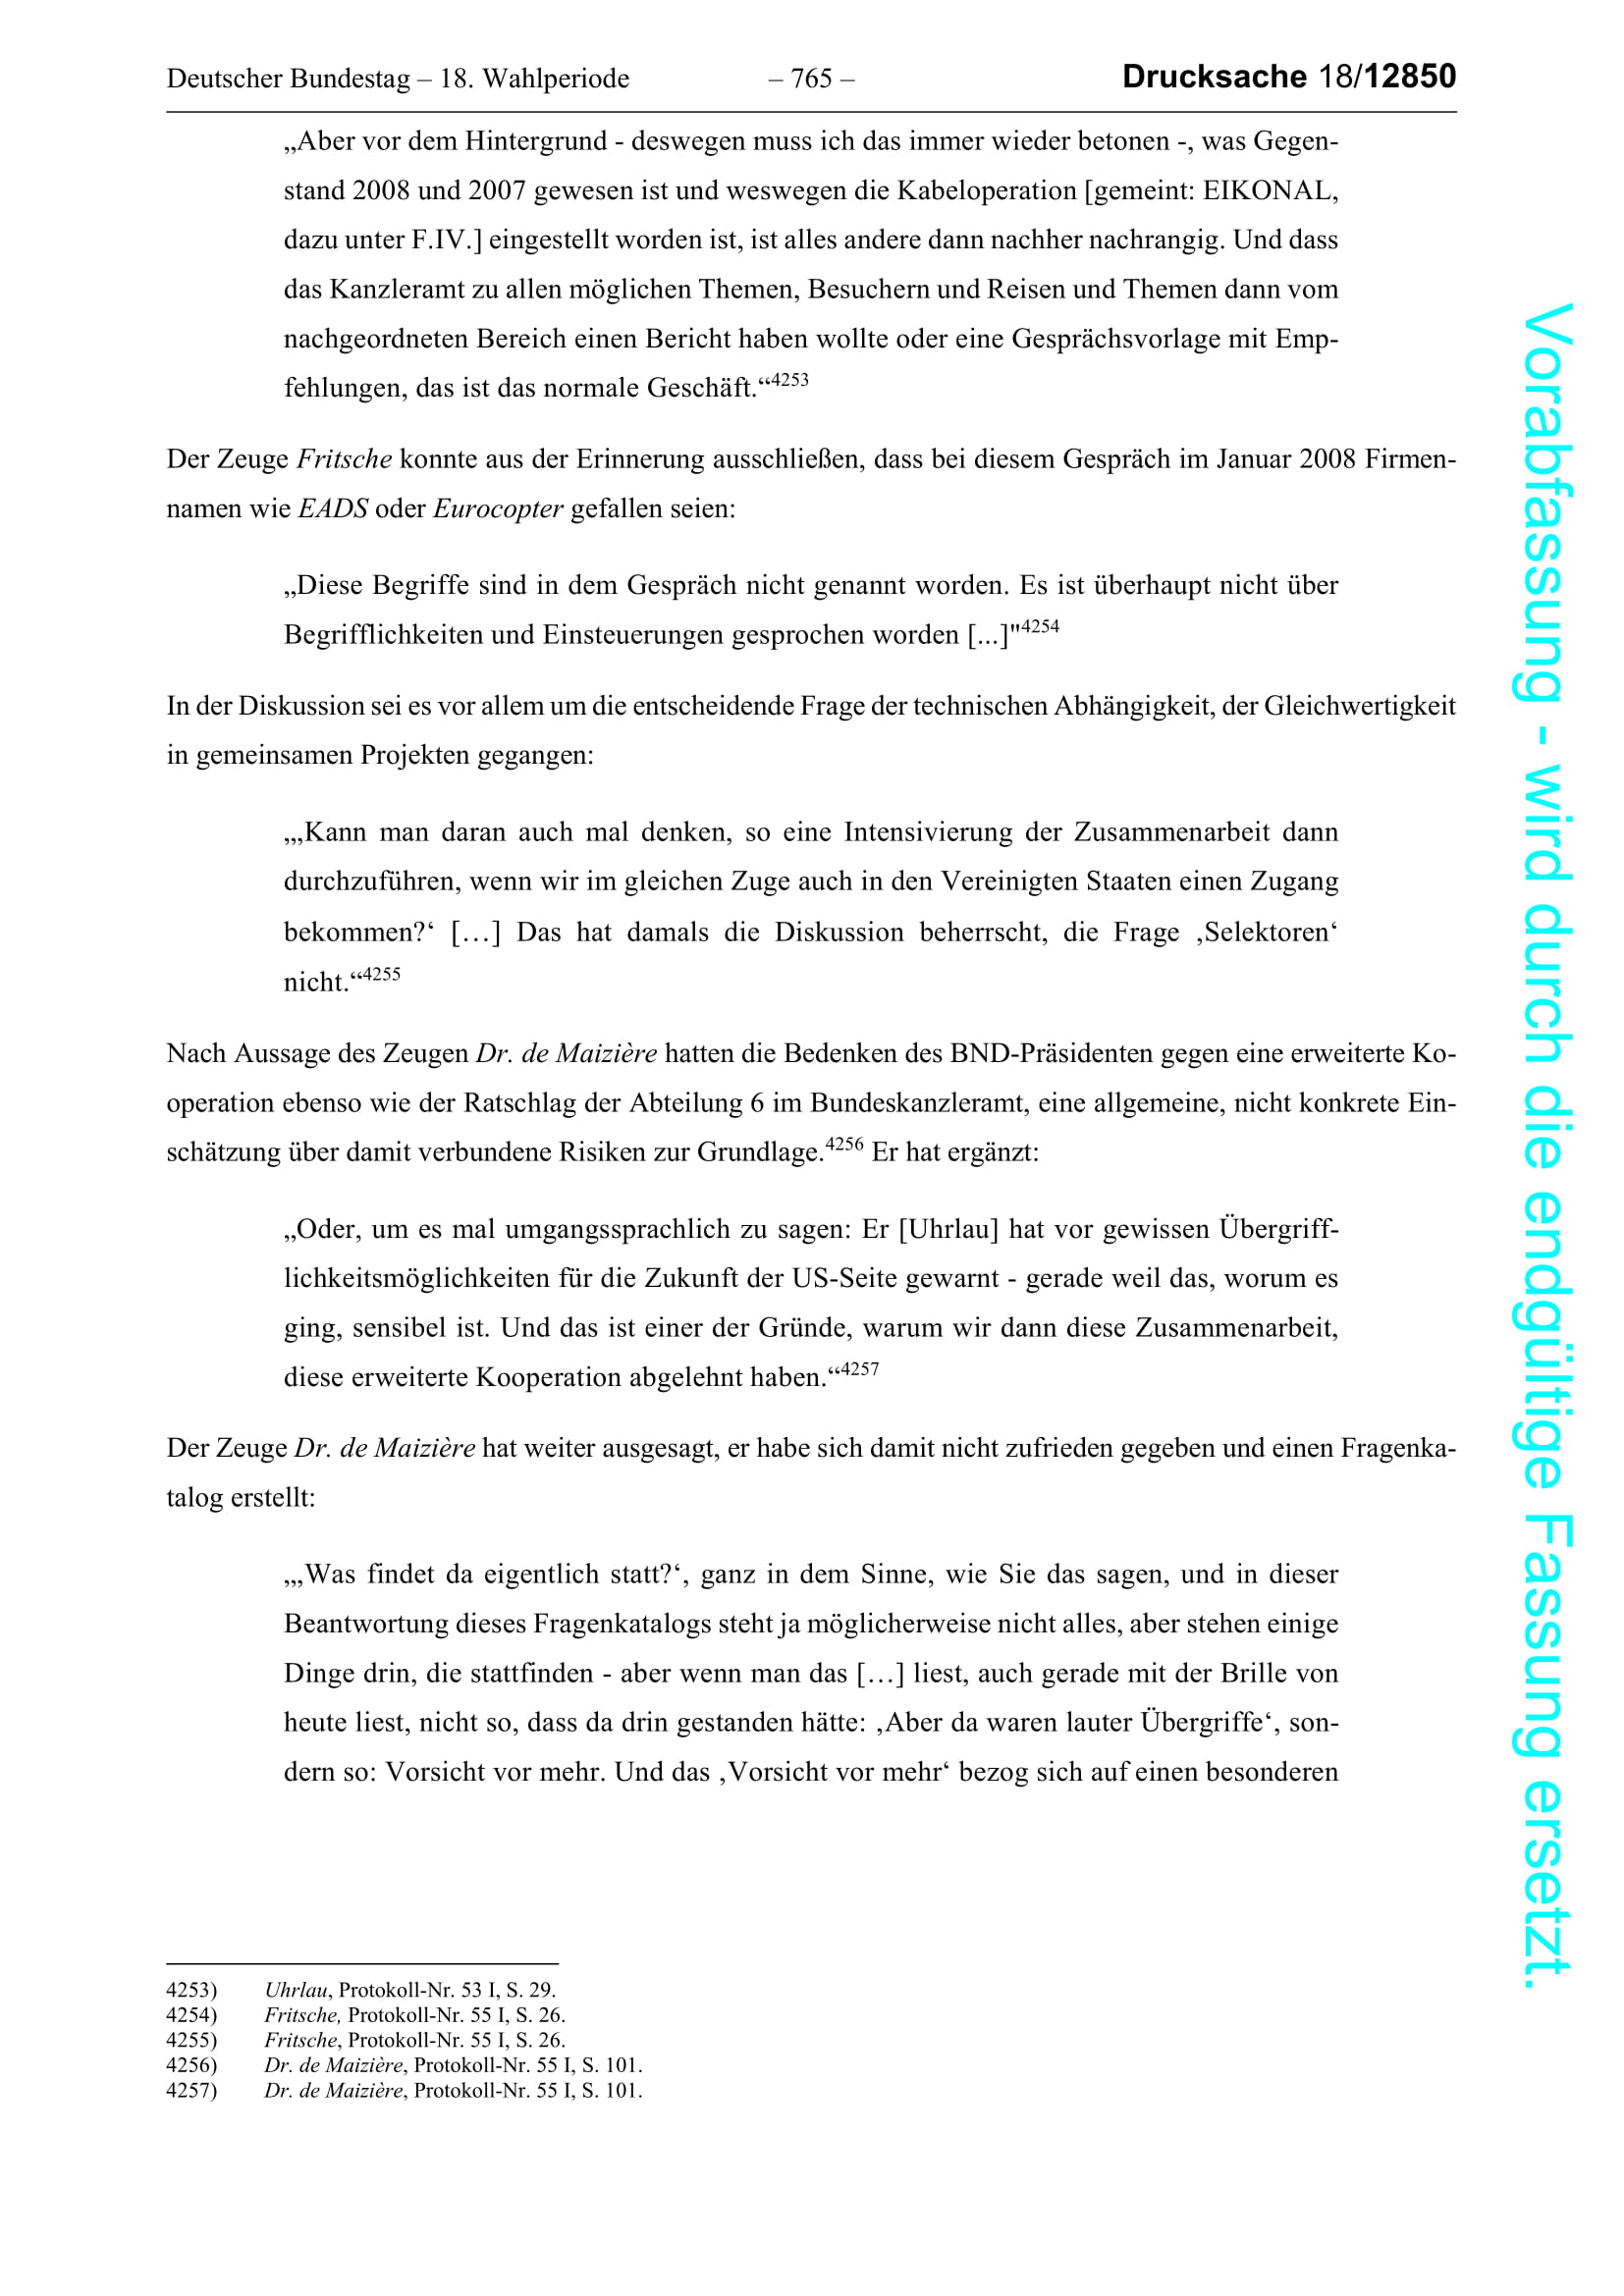 Deutscher Bundestag – 18. Wahlperiode – 765 – Drucksache 18/12850
„Aber vor dem Hintergrund - deswegen muss ich das immer wieder betonen -, was Gegen-
stand 2008 und 2007 gewesen ist und weswegen die Kabeloperation [gemeint: EIKONAL,
dazu unter F.IV.] eingestellt worden ist, ist alles andere dann nachher nachrangig. Und dass
das Kanzleramt zu allen möglichen Themen, Besuchern und Reisen und Themen dann vom
nachgeordneten Bereich einen Bericht haben wollte oder eine Gesprächsvorlage mit Emp-
fehlungen, das ist das normale Geschäft.“4253
Der Zeuge Fritsche konnte aus der Erinnerung ausschließen, dass bei diesem Gespräch im Januar 2008 Firmen-
namen wie EADS oder Eurocopter gefallen seien:
„Diese Begriffe sind in dem Gespräch nicht genannt worden. Es ist überhaupt nicht über
Begrifflichkeiten und Einsteuerungen gesprochen worden [...]"4254
In der Diskussion sei es vor allem um die entscheidende Frage der technischen Abhängigkeit, der Gleichwertigkeit
in gemeinsamen Projekten gegangen:
„‚Kann man daran auch mal denken, so eine Intensivierung der Zusammenarbeit dann
durchzuführen, wenn wir im gleichen Zuge auch in den Vereinigten Staaten einen Zugang
bekommen?‘ […] Das hat damals die Diskussion beherrscht, die Frage ‚Selektoren‘
nicht.“4255
Nach Aussage des Zeugen Dr. de Maizière hatten die Bedenken des BND-Präsidenten gegen eine erweiterte Ko-
operation ebenso wie der Ratschlag der Abteilung 6 im Bundeskanzleramt, eine allgemeine, nicht konkrete Ein-
schätzung über damit verbundene Risiken zur Grundlage.4256 Er hat ergänzt:
„Oder, um es mal umgangssprachlich zu sagen: Er [Uhrlau] hat vor gewissen Übergriff-
lichkeitsmöglichkeiten für die Zukunft der US-Seite gewarnt - gerade weil das, worum es
ging, sensibel ist. Und das ist einer der Gründe, warum wir dann diese Zusammenarbeit,
diese erweiterte Kooperation abgelehnt haben.“4257
Der Zeuge Dr. de Maizière hat weiter ausgesagt, er habe sich damit nicht zufrieden gegeben und einen Fragenka-
talog erstellt:
„‚Was findet da eigentlich statt?‘, ganz in dem Sinne, wie Sie das sagen, und in dieser
Beantwortung dieses Fragenkatalogs steht ja möglicherweise nicht alles, aber stehen einige
Dinge drin, die stattfinden - aber wenn man das […] liest, auch gerade mit der Brille von
heute liest, nicht so, dass da drin gestanden hätte: ‚Aber da waren lauter Übergriffe‘, son-
dern so: Vorsicht vor mehr. Und das ‚Vorsicht vor mehr‘ bezog sich auf einen besonderen
4253) Uhrlau, Protokoll-Nr. 53 I, S. 29.
4254) Fritsche, Protokoll-Nr. 55 I, S. 26.
4255) Fritsche, Protokoll-Nr. 55 I, S. 26.
4256) Dr. de Maizière, Protokoll-Nr. 55 I, S. 101.
4257) Dr. de Maizière, Protokoll-Nr. 55 I, S. 101.
Vorabfassung - wird durch die endgültige Fassung ersetzt.